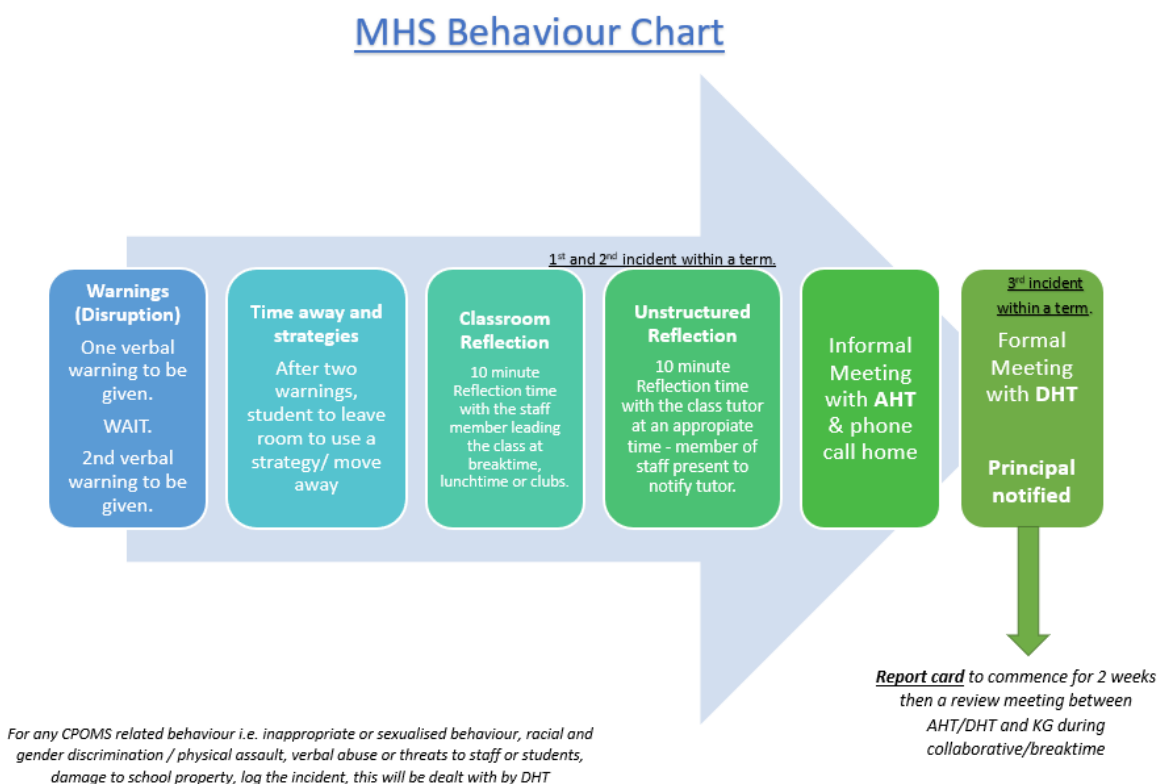 MHS Behaviour Chart
Warnings
(Disruption)
One verbal
warning to be
given.
WAIT.
2nd verbal
warning to be
given.
Time away and
strategies
After two
warnings,
student to leave
room to use a
strategy/ move
away
1st and 2nd incident within a term.
Classroom
Reflection
10 minute
Reflection time
with the staff
member leading
the class at
breaktime,
lunchtime or clubs.
Unstructured
Reflection
10 minute
Reflection time
with the class tutor
at an appropiate
time - member of
staff present to
notify tutor.
Informal
Meeting
with AHT
& phone
call home
3rd incident
within a term.
Formal
Meeting
with DHT
Principal
notified
Report card to commence for 2 weeks
then a review meeting between
AHT/DHT and KG during
collaborative/breaktime
For any CPOMS related behaviour i.e. inappropriate or sexualised behaviour, racial and
gender discrimination / physical assault, verbal abuse or threats to staff or students,
damage to school property, log the incident, this will be dealt with by DHT